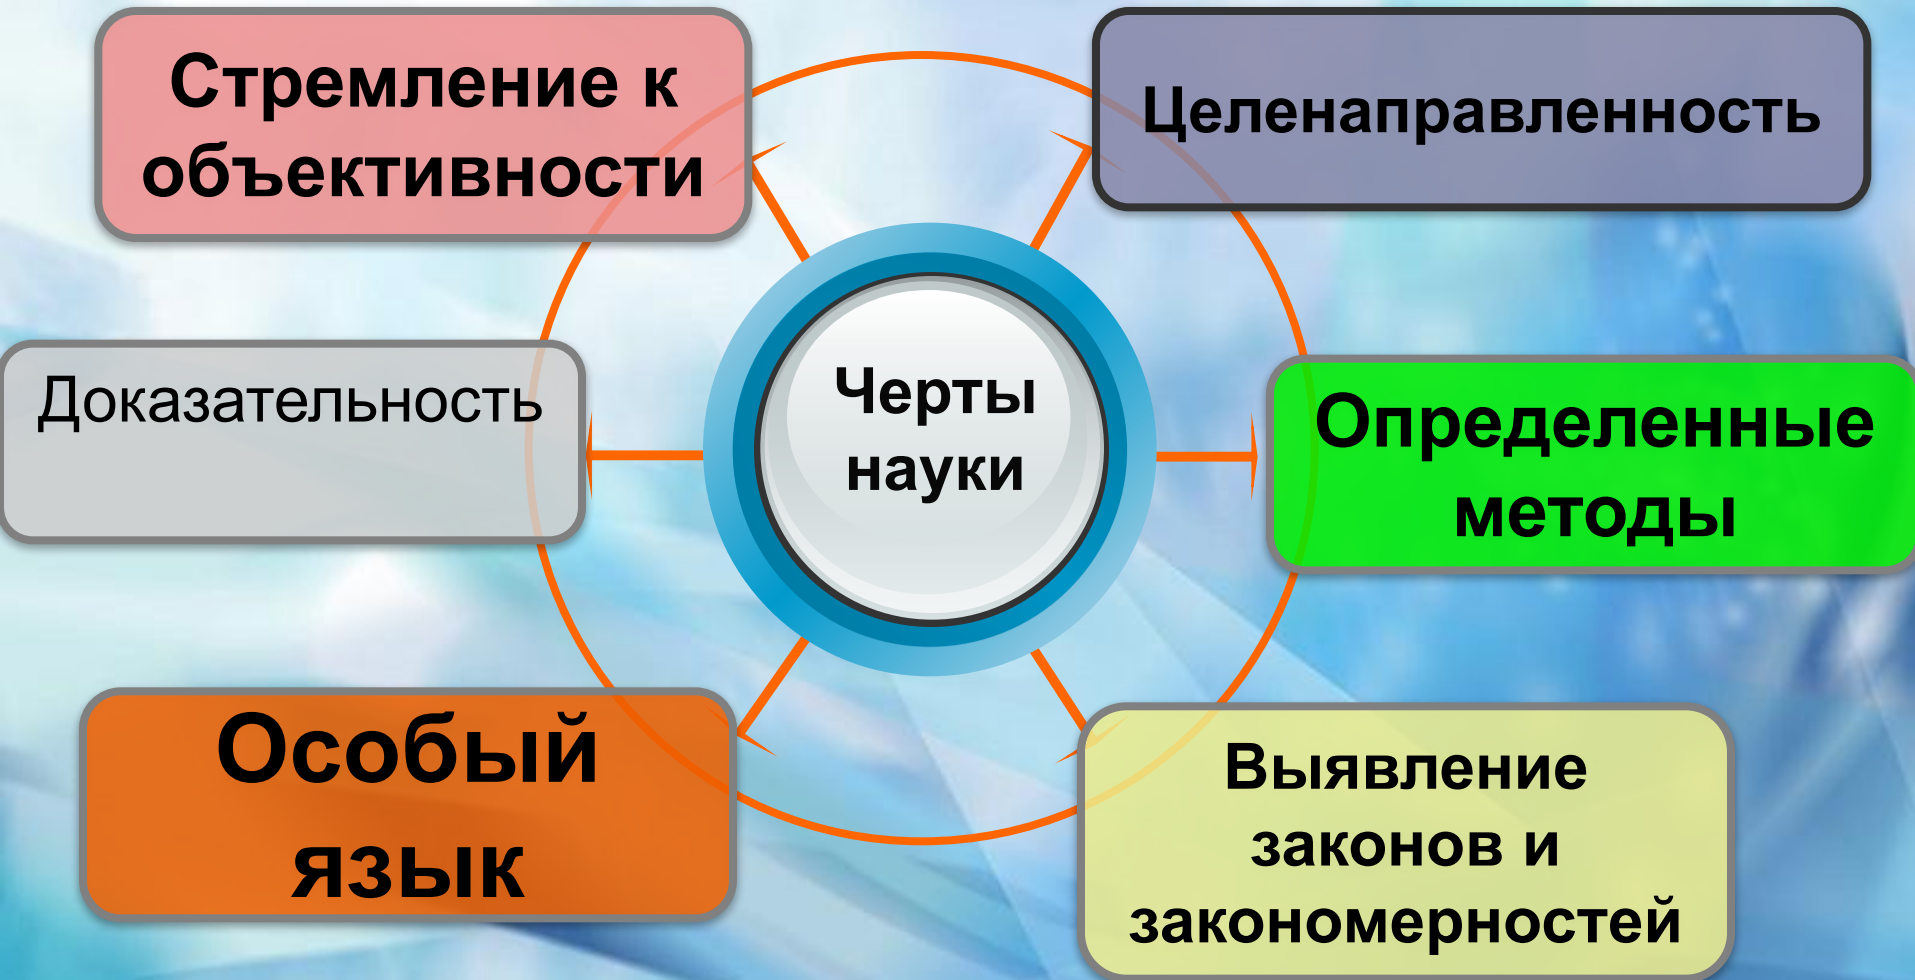 Стремление к
объективности
Целенаправленность
Доказательность
Черты
науки
Определенные
методы
Особый
язык
Выявление
законов и
закономерностей